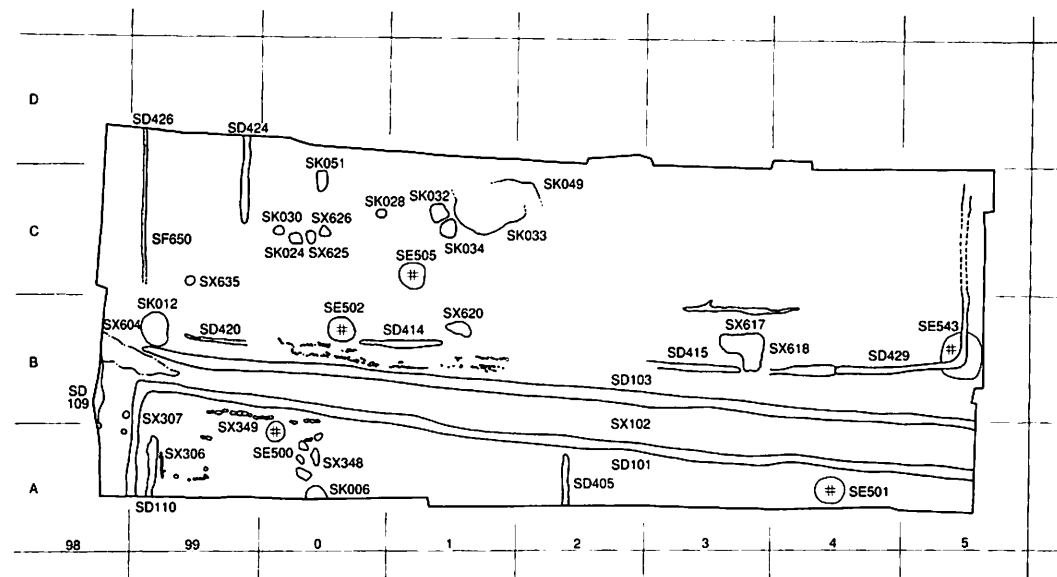 D
SD426
SD424
SK051
SK049
SK028
SK032
SK030
SX626
C
SK034
SK033
SF650
SK024
SX625
SE505
SX635
SK012
SE502
SX620
SX604
SD420
SD414
SX617
SE543
SX618
SD415
SD429
B
SD103
SD
109
SX307
SX349
SX102
SE500
SX306
SX348
SD101
A
SK006
SD405
SE501
SD110
98
99
0
1
2
3
4
5